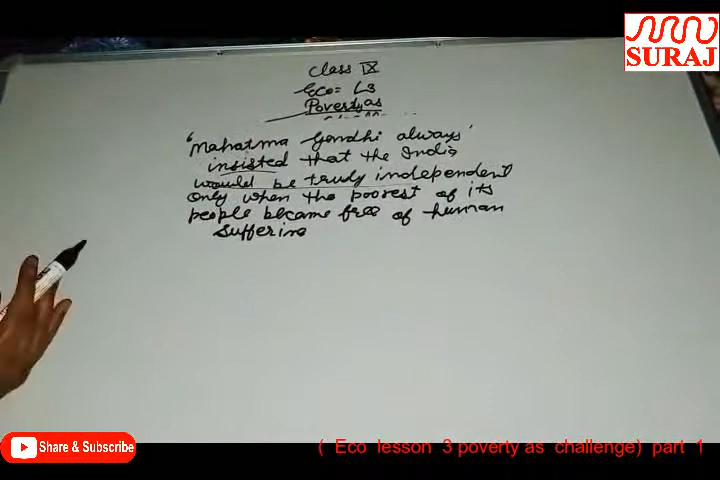 SURAJ
Class IX
Eco= L3
Poverty as
"Mahatma Gandhi always
insisted that the India
would be truly independent
only when the poorest of its
people became free of human
suffering
Share & Subscribe
( Eco lesson 3 poverty as challenge) part 1